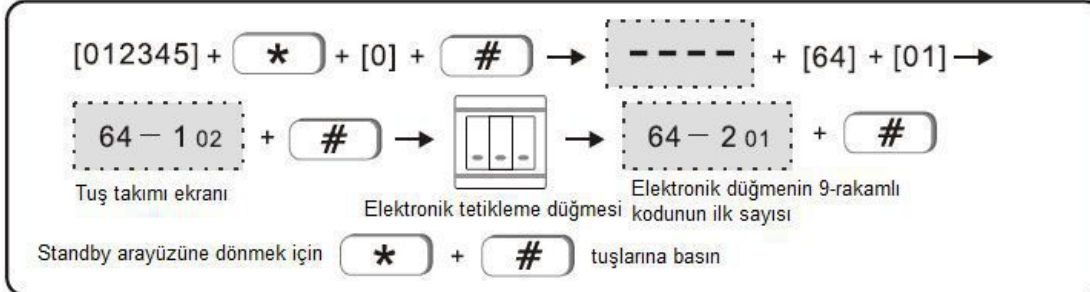 [012345] + * + [0] + # → ---- + [64] + [01] →
64 — 1 02 + # → → 64 — 2 01 + #
Tuş takımı ekranı
Elektronik tetikleme düğmesi
Elektronik düğmenin 9-rakamlı
kodunun ilk sayısı
Standby arayüzüne dönmek için * + # tuşlarına basın